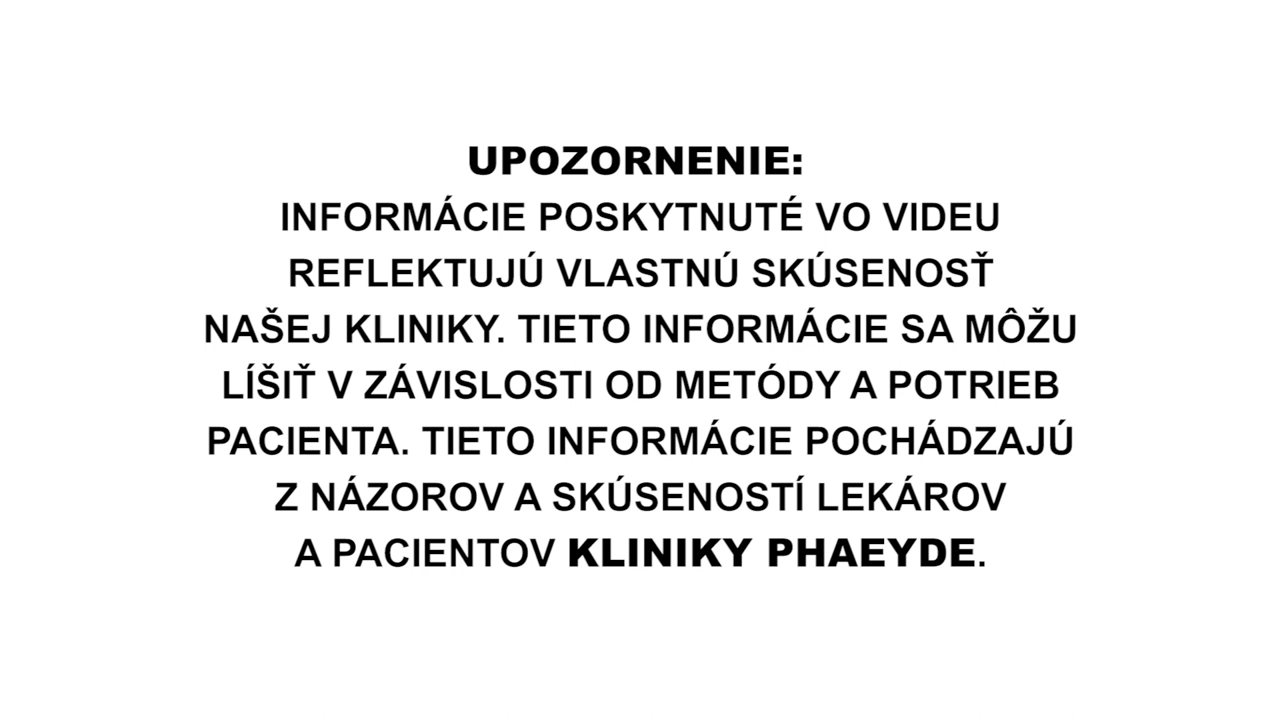 UPOZORNENIE:
INFORMÁCIE POSKYTNUTÉ VO VIDEU
REFLEKTUJÚ VLASTNÚ SKÚSENOSŤ
NAŠEJ KLINIKY. TIETO INFORMÁCIE SA MÔŽU
LÍŠIŤ V ZÁVISLOSTI OD METÓDY A POTRIEB
PACIENTA. TIETO INFORMÁCIE POCHÁDZAJÚ
Z NÁZOROV A SKÚSENOSTÍ LEKÁROV
A PACIENTOV KLINIKY PHAEYDE.